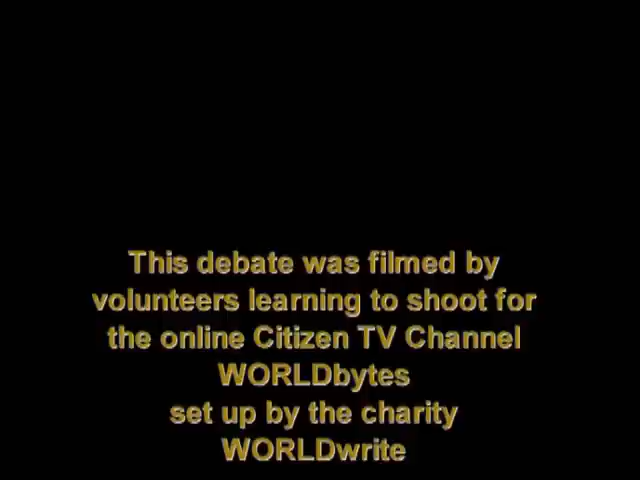 This debate was filmed by
volunteers learning to shoot for
the online Citizen TV Channel
WORLDbytes
set up by the charity
WORLDwrite